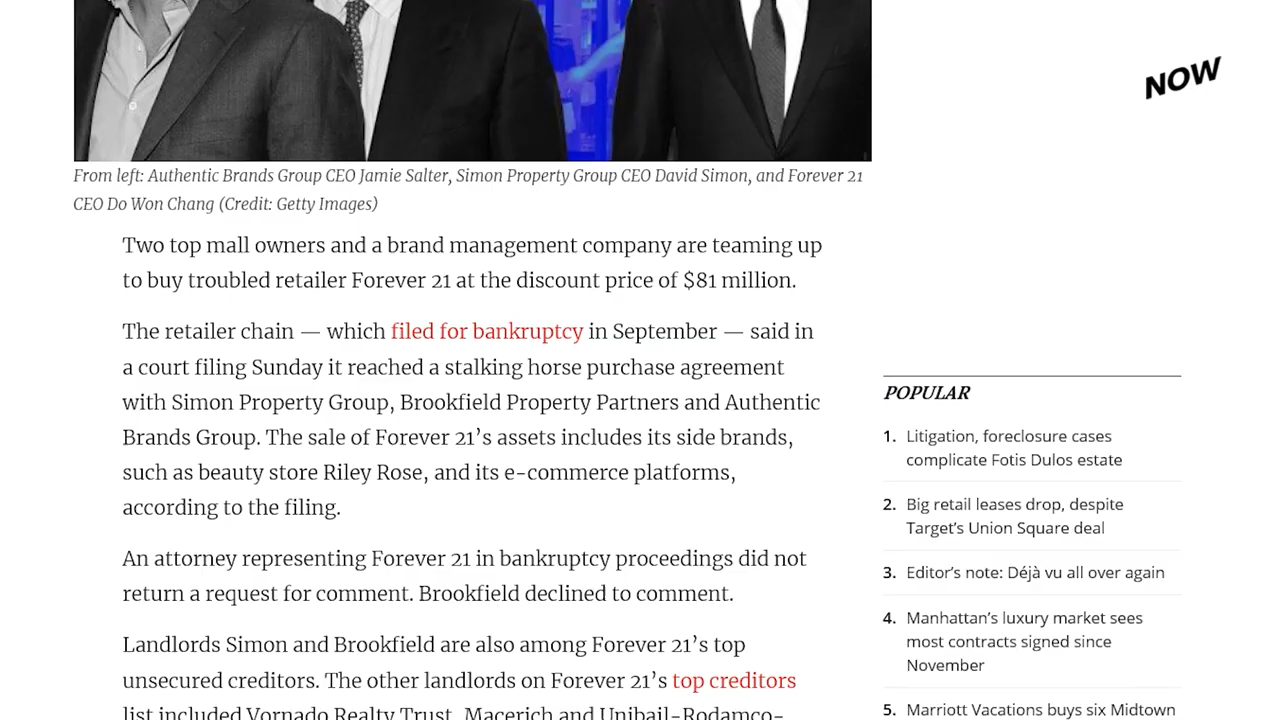 NOW
From left: Authentic Brands Group CEO Jamie Salter, Simon Property Group CEO David Simon, and Forever 21
CEO Do Won Chang (Credit: Getty Images)
Two top mall owners and a brand management company are teaming up
to buy troubled retailer Forever 21 at the discount price of $81 million.
The retailer chain — which filed for bankruptcy in September — said in
a court filing Sunday it reached a stalking horse purchase agreement
with Simon Property Group, Brookfield Property Partners and Authentic
Brands Group. The sale of Forever 21’s assets includes its side brands,
such as beauty store Riley Rose, and its e-commerce platforms,
according to the filing.
An attorney representing Forever 21 in bankruptcy proceedings did not
return a request for comment. Brookfield declined to comment.
Landlords Simon and Brookfield are also among Forever 21’s top
unsecured creditors. The other landlords on Forever 21’s top creditors
list included Vornado Realty Trust, Macerich and Unibail-Rodamco-
POPULAR
1. Litigation, foreclosure cases
complicate Fotis Dulos estate
2. Big retail leases drop, despite
Target’s Union Square deal
3. Editor’s note: Déjà vu all over again
4. Manhattan’s luxury market sees
most contracts signed since
November
5. Marriott Vacations buys six Midtown